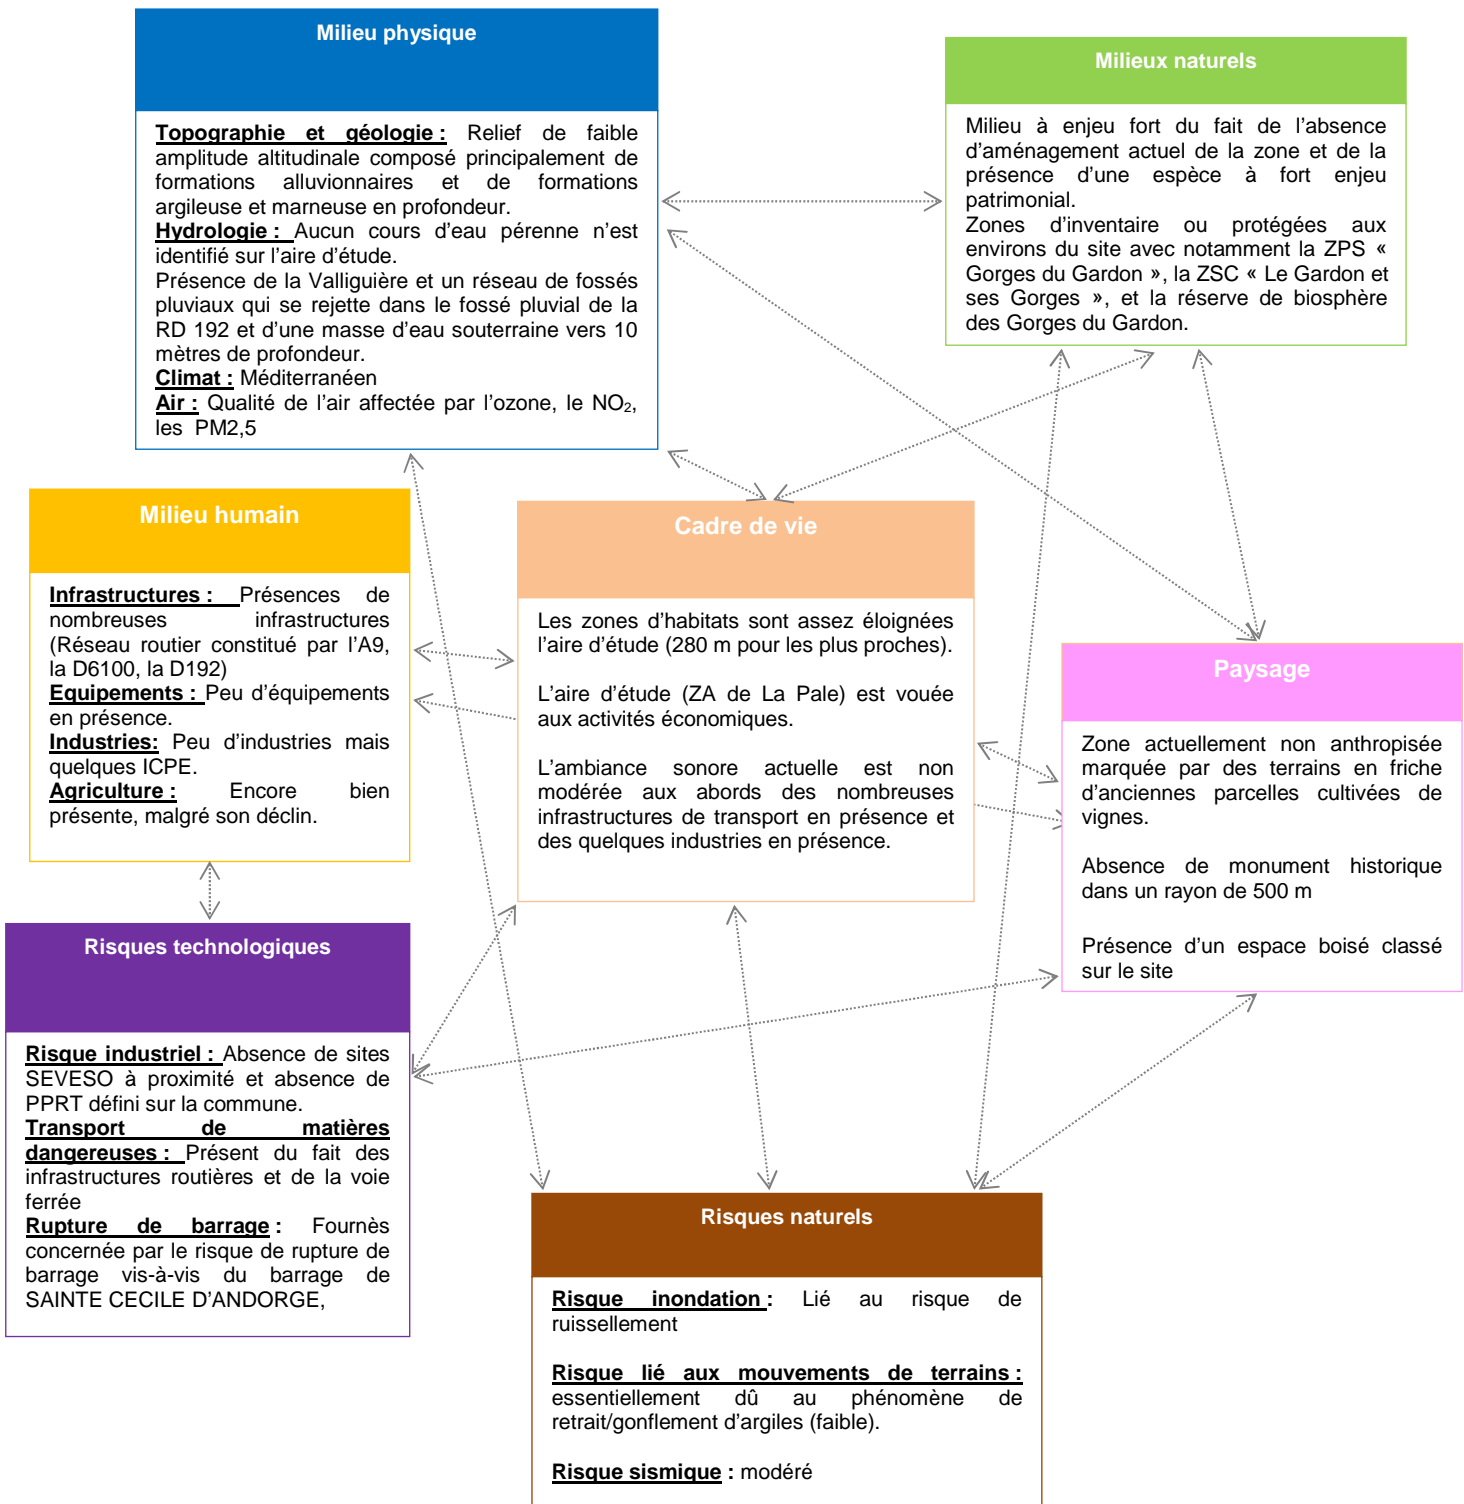 Milieu physique
Topographie et géologie : Relief de faible
amplitude altitudinale composé principalement de
formations alluvionnaires et de formations
argileuse et marneuse en profondeur.
Hydrologie : Aucun cours d’eau pérenne n’est
identifié sur l’aire d’étude.
Présence de la Valliguière et un réseau de fossés
pluviaux qui se rejette dans le fossé pluvial de la
RD 192 et d’une masse d’eau souterraine vers 10
mètres de profondeur.
Climat : Méditerranéen
Air : Qualité de l’air affectée par l’ozone, le NO₂,
les PM2,5
Milieux naturels
Milieu à enjeu fort du fait de l’absence
d’aménagement actuel de la zone et de la
présence d’une espèce à fort enjeu
patrimonial.
Zones d’inventaire ou protégées aux
environs du site avec notamment la ZPS «
Gorges du Gardon », la ZSC « Le Gardon et
ses Gorges », et la réserve de biosphère
des Gorges du Gardon.
Milieu humain
Infrastructures : Présences de
nombreuses infrastructures
(Réseau routier constitué par l’A9,
la D6100, la D192)
Equipements : Peu d’équipements
en présence.
Industries: Peu d’industries mais
quelques ICPE.
Agriculture : Encore bien
présente, malgré son déclin.
Cadre de vie
Les zones d’habitats sont assez éloignées
l’aire d’étude (280 m pour les plus proches).
L’aire d’étude (ZA de La Pale) est vouée
aux activités économiques.
L’ambiance sonore actuelle est non
modérée aux abords des nombreuses
infrastructures de transport en présence et
des quelques industries en présence.
Paysage
Zone actuellement non anthropisée
marquée par des terrains en friche
d’anciennes parcelles cultivées de
vignes.
Absence de monument historique
dans un rayon de 500 m
Présence d’un espace boisé classé
sur le site
Risques technologiques
Risque industriel : Absence de sites
SEVESO à proximité et absence de
PPRT défini sur la commune.
Transport de matières
dangereuses : Présent du fait des
infrastructures routières et de la voie
ferrée
Rupture de barrage : Fournès
concernée par le risque de rupture de
barrage vis-à-vis du barrage de
SAINTE CECILE D’ANDORGE,
Risques naturels
Risque inondation : Lié au risque de
ruissellement
Risque lié aux mouvements de terrains :
essentiellement dû au phénomène de
retrait/gonflement d’argiles (faible).
Risque sismique : modéré